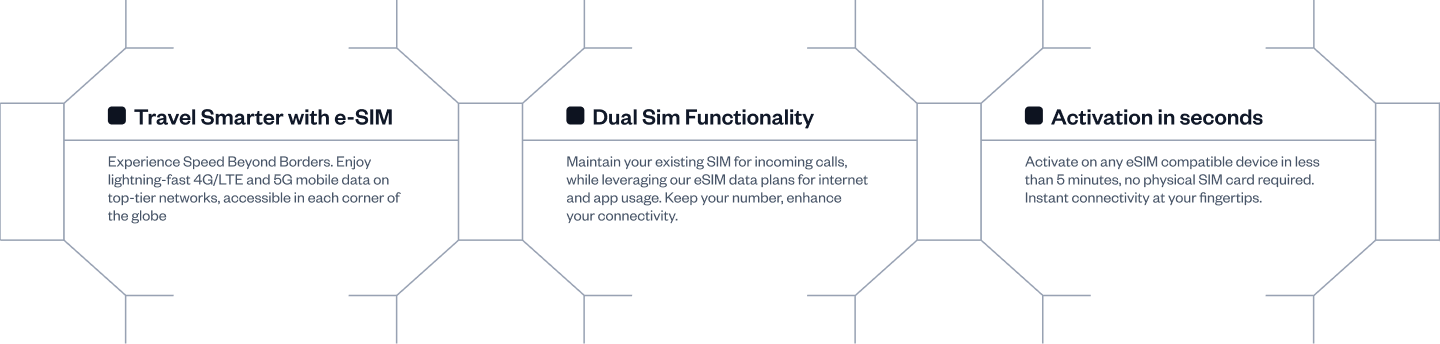 Travel Smarter with e-SIM
Experience Speed Beyond Borders. Enjoy
lightning-fast 4G/LTE and 5G mobile data on
top-tier networks, accessible in each corner of
the globe
Dual Sim Functionality
Maintain your existing SIM for incoming calls,
while leveraging our eSIM data plans for internet
and app usage. Keep your number, enhance
your connectivity.
Activation in seconds
Activate on any eSIM compatible device in less
than 5 minutes, no physical SIM card required.
Instant connectivity at your fingertips.